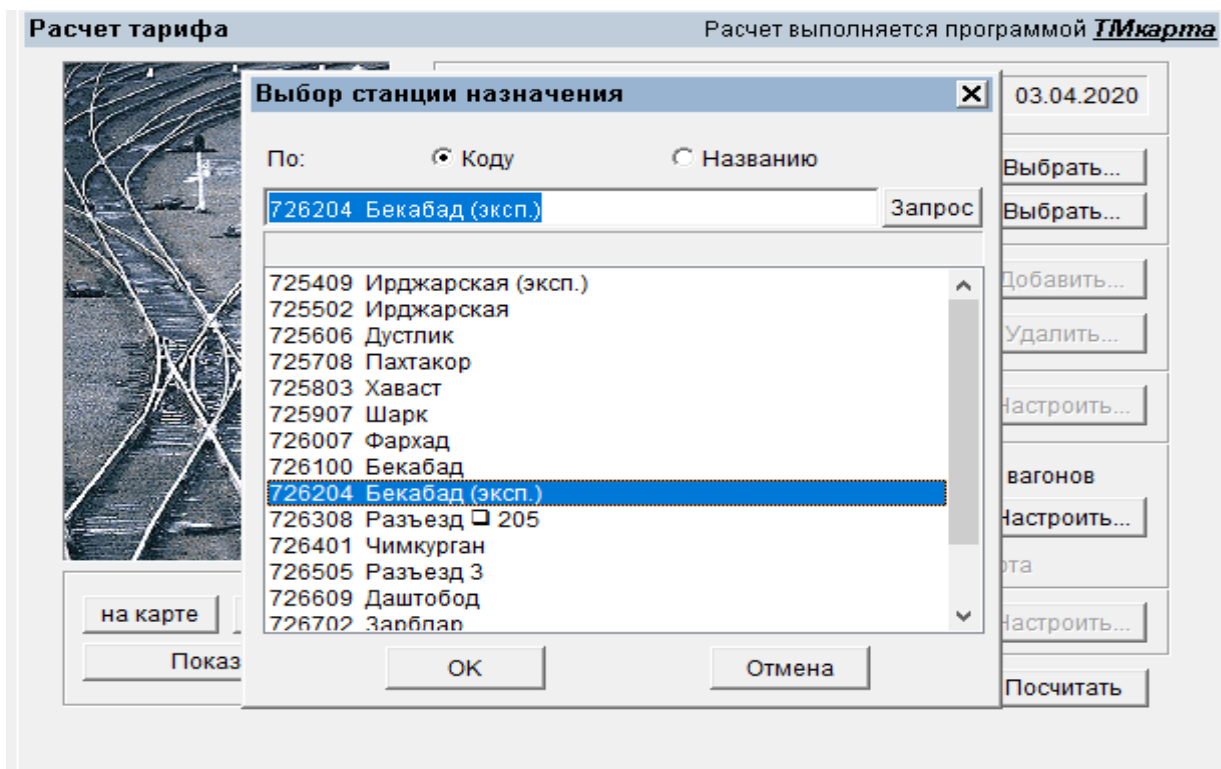 Расчет тарифа
Расчет выполняется программой ТМкарта
Выбор станции назначения
03.04.2020
По: Коду Названию
Выбрать...
726204 Бекабад (эксп.) Запрос
Выбрать...
725409 Ирджарская (эксп.)
725502 Ирджарская
725606 Дустлик
725708 Пахтакор
725803 Хаваст
725907 Шарк
726007 Фархад
726100 Бекабад
726204 Бекабад (эксп.)
726308 Разъезд ❑ 205
726401 Чимкурган
726505 Разъезд 3
726609 Даштобод
726702 Зарблар
Добавить...
Удалить...
Настроить...
вагонов
Настроить...
рта
Настроить...
на карте
Показ
OK Отмена
Посчитать